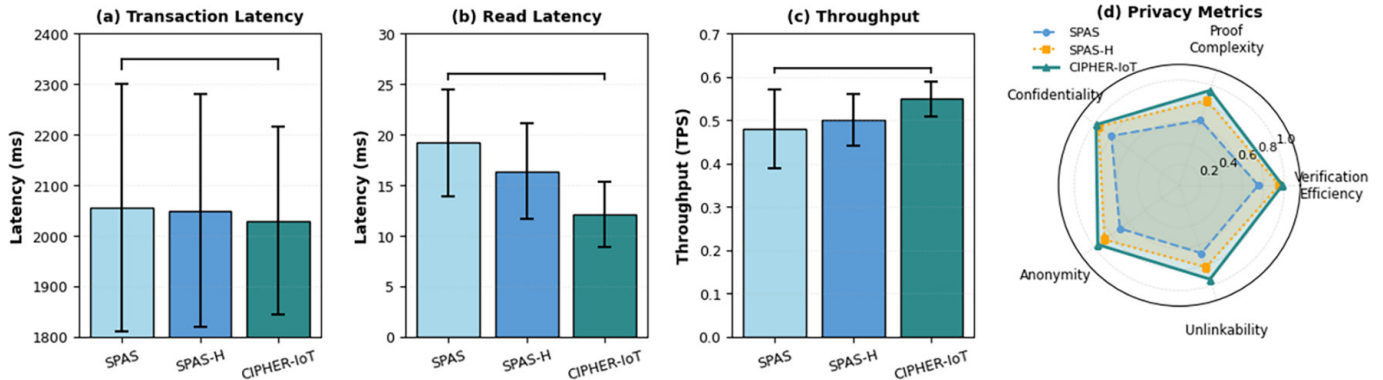 (a) Transaction Latency
Latency (ms)
2400
2300
2200
2100
2000
1900
1800
SPAS
SPAS-H
CIPHER-IoT
(b) Read Latency
Latency (ms)
30
25
20
15
10
5
0
SPAS
SPAS-H
CIPHER-IoT
(c) Throughput
Throughput (TPS)
0.7
0.6
0.5
0.4
0.3
0.2
0.1
0.0
SPAS
SPAS-H
CIPHER-IoT
(d) Privacy Metrics
SPAS
SPAS-H
CIPHER-IoT
Proof
Complexity
Confidentiality
1.0
0.8
0.6
0.4
0.2
Verification
Efficiency
Anonymity
Unlinkability